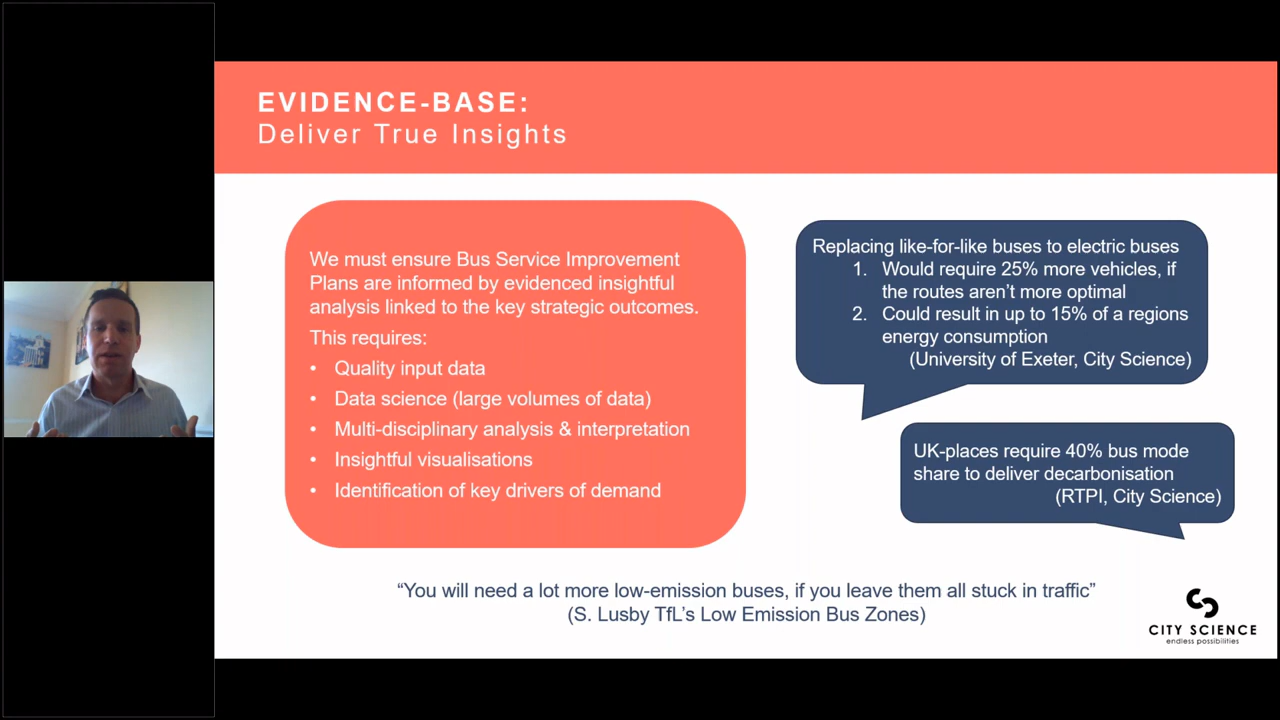 EVIDENCE-BASE:
Deliver True Insights
We must ensure Bus Service Improvement
Plans are informed by evidenced insightful
analysis linked to the key strategic outcomes.
This requires:
• Quality input data
• Data science (large volumes of data)
• Multi-disciplinary analysis & interpretation
• Insightful visualisations
• Identification of key drivers of demand
Replacing like-for-like buses to electric buses
1. Would require 25% more vehicles, if
the routes aren't more optimal
2. Could result in up to 15% of a regions
energy consumption
(University of Exeter, City Science)
UK-places require 40% bus mode
share to deliver decarbonisation
(RTPI, City Science)
“You will need a lot more low-emission buses, if you leave them all stuck in traffic”
(S. Lusby TfL's Low Emission Bus Zones)
CITY SCIENCE
endless possibilities